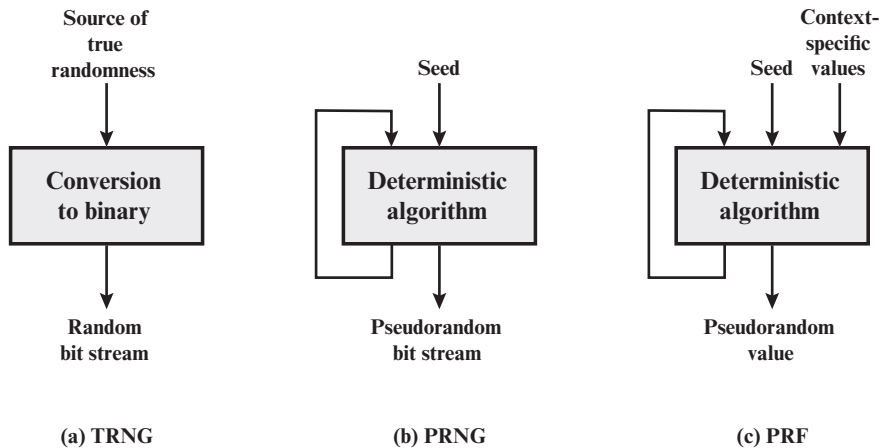 Source of
true
randomness
Conversion
to binary
Random
bit stream
(a) TRNG
Seed
Deterministic
algorithm
Pseudorandom
bit stream
(b) PRNG
Context-
specific
values
Seed
Deterministic
algorithm
Pseudorandom
value
(c) PRF